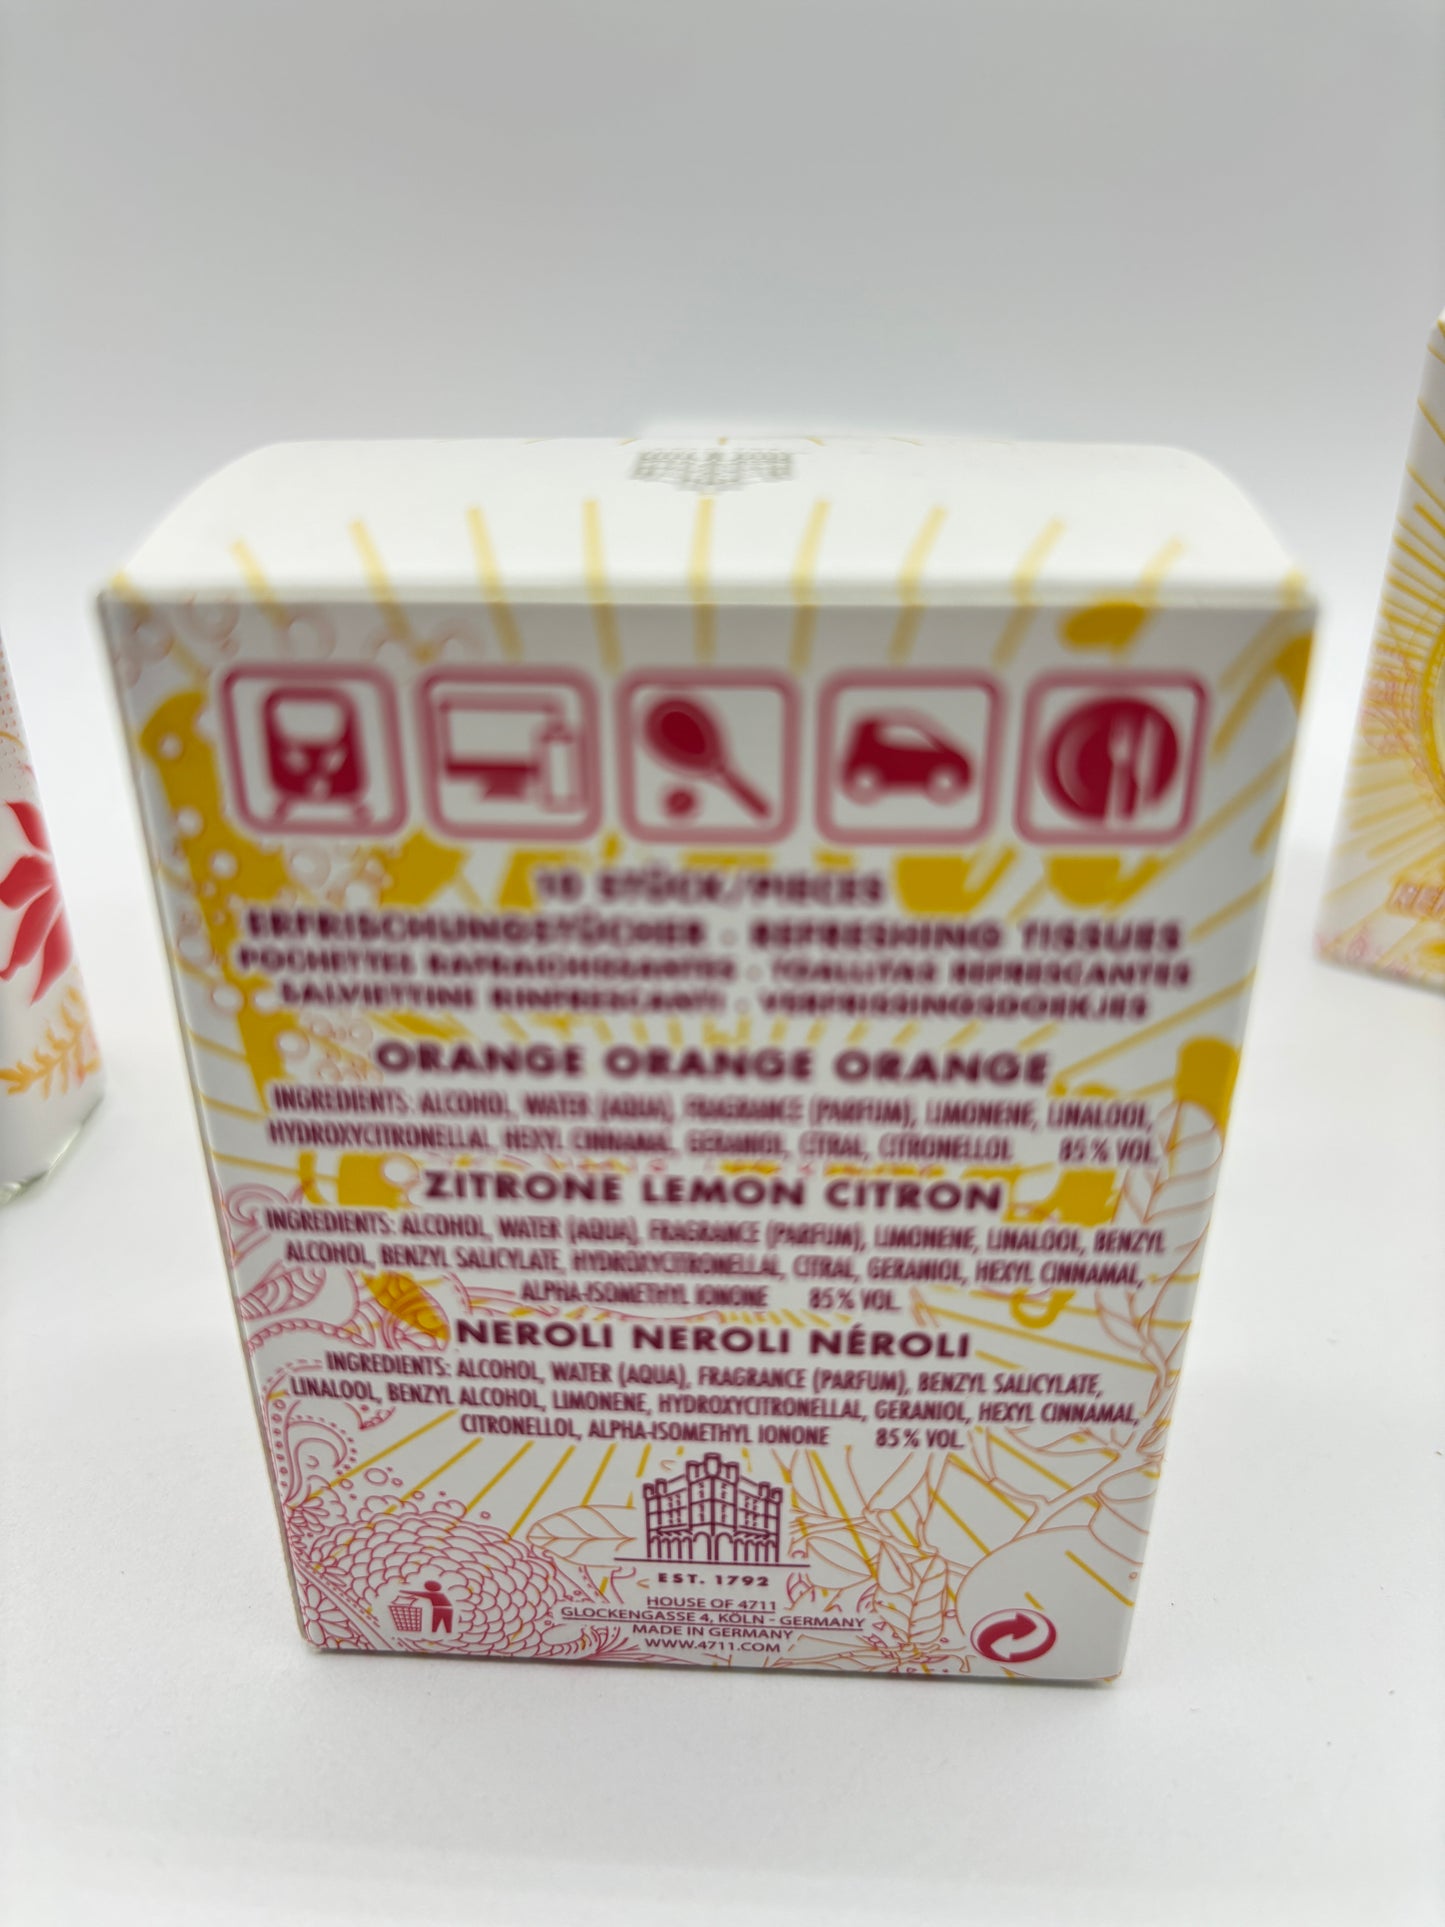 10 STÜCK/PIECES
ERFRISCHUNGSTÜCHER · REFRESHING TISSUES
POCHETTES RAFRAICHISSANTES · TOALLITAS REFRESCANTES
SALVIETTINE RINFRESCANTI · VERFRISSINGSDOEKJES
ORANGE ORANGE ORANGE
INGREDIENTS: ALCOHOL, WATER (AQUA), FRAGRANCE (PARFUM), LIMONENE, LINALOOL,
HYDROXYCITRONELLAL, HEXYL CINNAMAL, GERANIOL, CITRAL, CITRONELLOL 85 % VOL.
ZITRONE LEMON CITRON
INGREDIENTS: ALCOHOL, WATER (AQUA), FRAGRANCE (PARFUM), LIMONENE, LINALOOL, BENZYL
ALCOHOL, BENZYL SALICYLATE, HYDROXYCITRONELLAL, CITRAL, GERANIOL, HEXYL CINNAMAL,
ALPHA-ISOMETHYL IONONE 85 % VOL.
NEROLI NEROLI NÉROLI
INGREDIENTS: ALCOHOL, WATER (AQUA), FRAGRANCE (PARFUM), BENZYL SALICYLATE,
LINALOOL, BENZYL ALCOHOL, LIMONENE, HYDROXYCITRONELLAL, GERANIOL, HEXYL CINNAMAL,
CITRONELLOL, ALPHA-ISOMETHYL IONONE 85 % VOL.
EST. 1792
HOUSE OF 4711
GLOCKENGASSE 4, KÖLN - GERMANY
MADE IN GERMANY
WWW.4711.COM